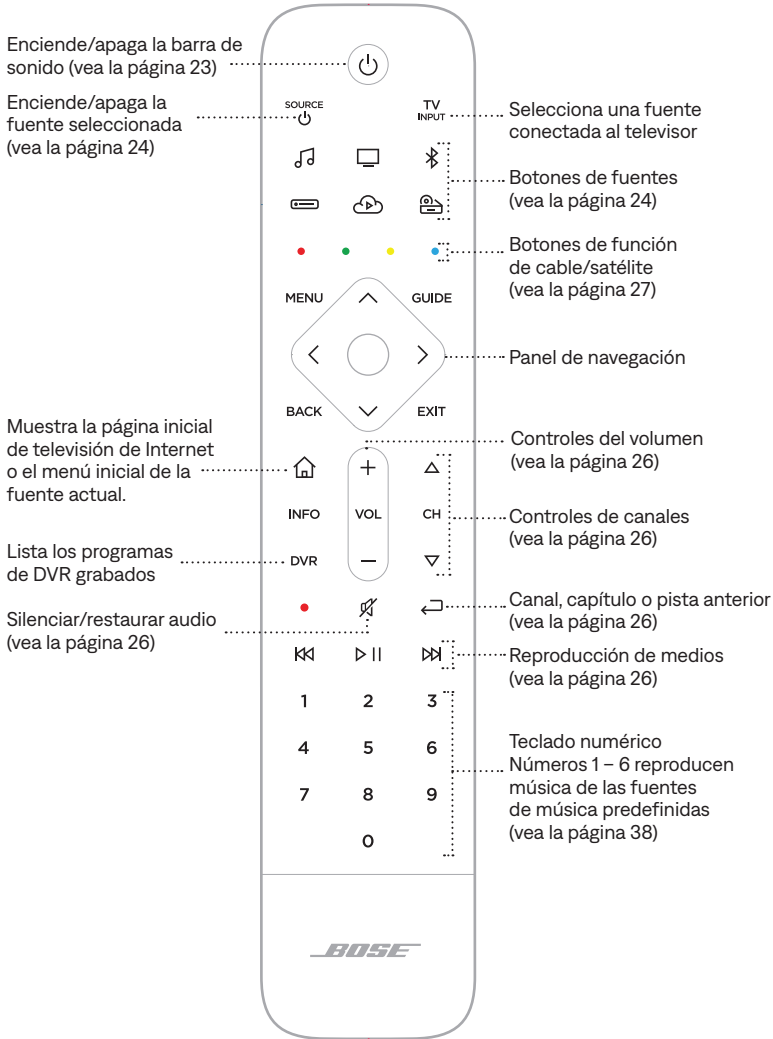 Enciende/apaga la barra de
sonido (vea la página 23)
Enciende/apaga la
fuente seleccionada
(vea la página 24)
SOURCE
TV
INPUT
Selecciona una fuente
conectada al televisor
Botones de fuentes
(vea la página 24)
Botones de función
de cable/satélite
(vea la página 27)
MENU
GUIDE
Panel de navegación
BACK
EXIT
Muestra la página inicial
de televisión de Internet
o el menú inicial de la
fuente actual.
Controles del volumen
(vea la página 26)
+
INFO
VOL
CH
Controles de canales
(vea la página 26)
Lista los programas
de DVR grabados
DVR
–
Silenciar/restaurar audio
(vea la página 26)
Canal, capítulo o pista anterior
(vea la página 26)
Reproducción de medios
(vea la página 26)
1 2 3
4 5 6
7 8 9
0
Teclado numérico
Números 1 – 6 reproducen
música de las fuentes
de música predefinidas
(vea la página 38)
BOSE